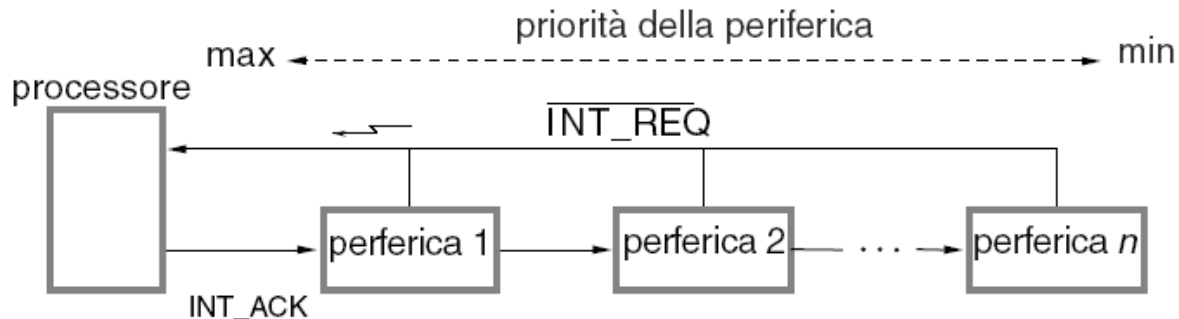 priorità della periferica
max
min
processore
INT_REQ
perferica 1
perferica 2
...
perferica n
INT_ACK